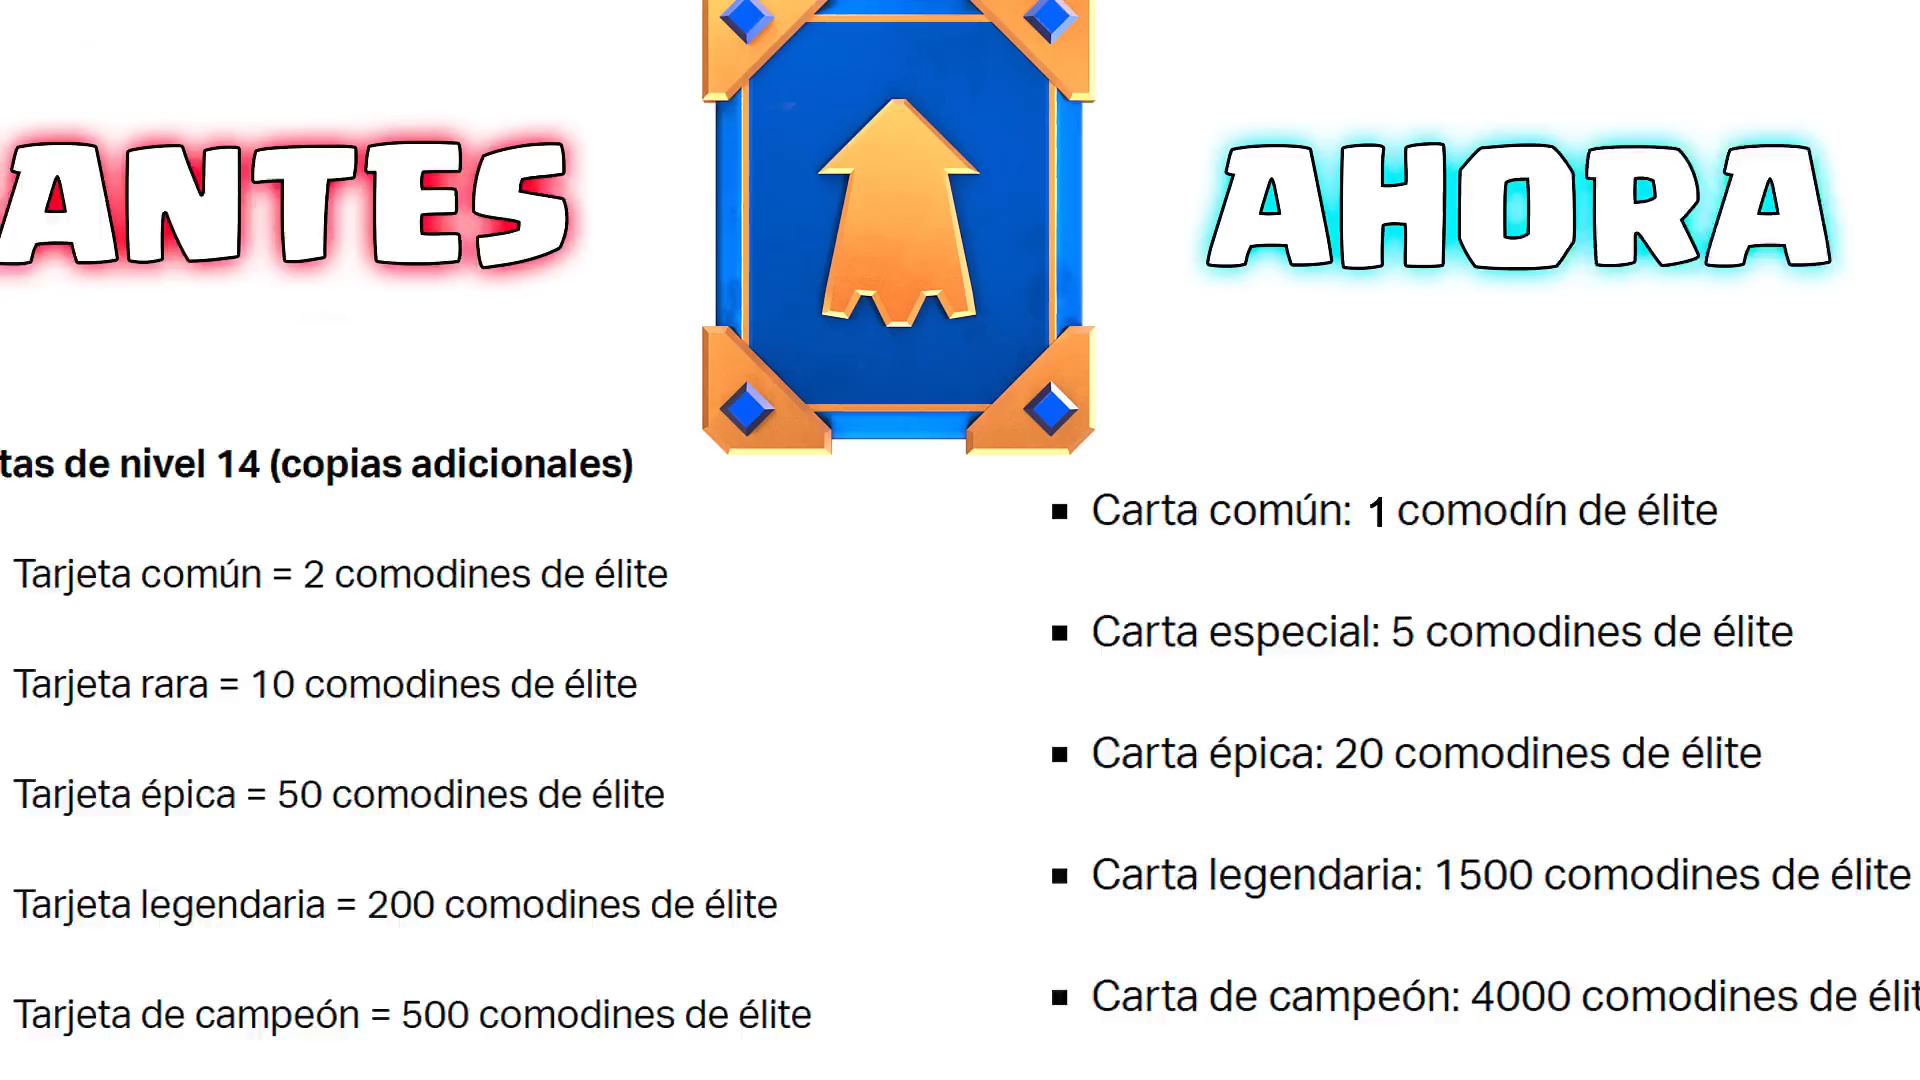 ANTES
AHORA
tas de nivel 14 (copias adicionales)
Tarjeta común = 2 comodines de élite
Tarjeta rara = 10 comodines de élite
Tarjeta épica = 50 comodines de élite
Tarjeta legendaria = 200 comodines de élite
Tarjeta de campeón = 500 comodines de élite
▪ Carta común: 1 comodín de élite
▪ Carta especial: 5 comodines de élite
▪ Carta épica: 20 comodines de élite
▪ Carta legendaria: 1500 comodines de élite
▪ Carta de campeón: 4000 comodines de élit